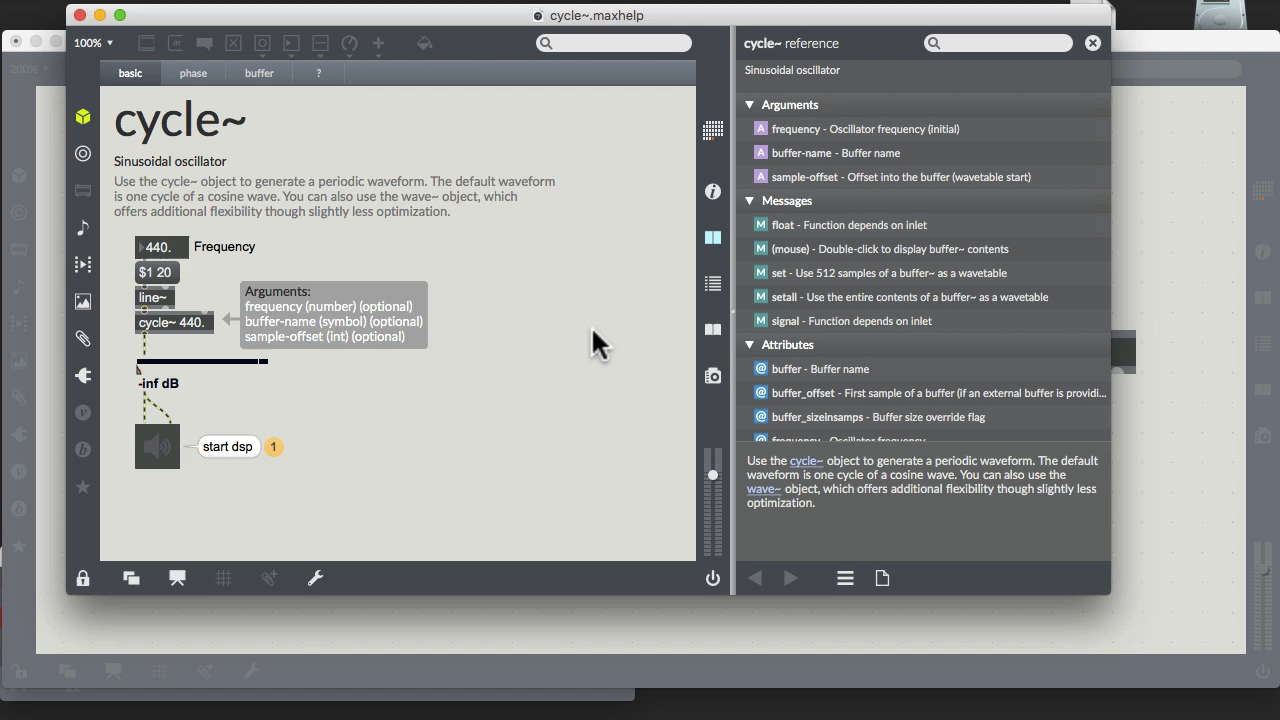 cycle~.maxhelp
100%
cycle~ reference
basic
phase
buffer
?
cycle~
Sinusoidal oscillator
Use the cycle~ object to generate a periodic waveform. The default waveform
is one cycle of a cosine wave. You can also use the wave~ object, which
offers additional flexibility though slightly less optimization.
440.
Frequency
$1 20
line~
cycle~ 440.
Arguments:
frequency (number) (optional)
buffer-name (symbol) (optional)
sample-offset (int) (optional)
-inf dB
start dsp
1
Sinusoidal oscillator
Arguments
A frequency - Oscillator frequency (initial)
A buffer-name - Buffer name
A sample-offset - Offset into the buffer (wavetable start)
Messages
M float - Function depends on inlet
M (mouse) - Double-click to display buffer~ contents
M set - Use 512 samples of a buffer~ as a wavetable
M setall - Use the entire contents of a buffer~ as a wavetable
M signal - Function depends on inlet
Attributes
@ buffer - Buffer name
@ buffer_offset - First sample of a buffer (if an external buffer is providi...
@ buffer_sizeinsamps - Buffer size override flag
@ frequency - Oscillator frequency
Use the cycle~ object to generate a periodic waveform. The default
waveform is one cycle of a cosine wave. You can also use the
wave~ object, which offers additional flexibility though slightly less
optimization.
200%